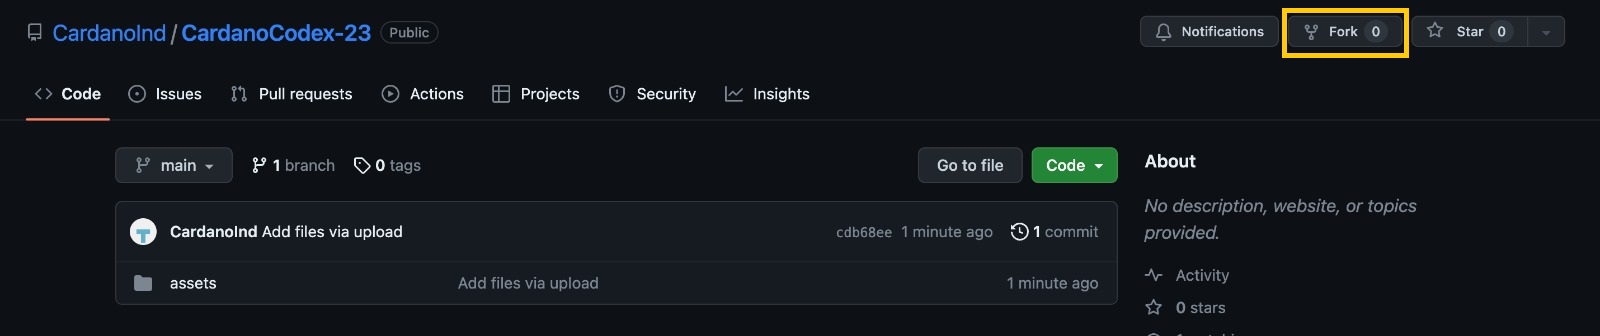 CardanoInd / CardanoCodex-23 Public Notifications Fork 0 Star 0
Code Issues Pull requests Actions Projects Security Insights
main 1 branch 0 tags Go to file Code
About
No description, website, or topics
provided.
CardanoInd Add files via upload cdb68ee 1 minute ago 1 commit
assets Add files via upload 1 minute ago
Activity
0 stars